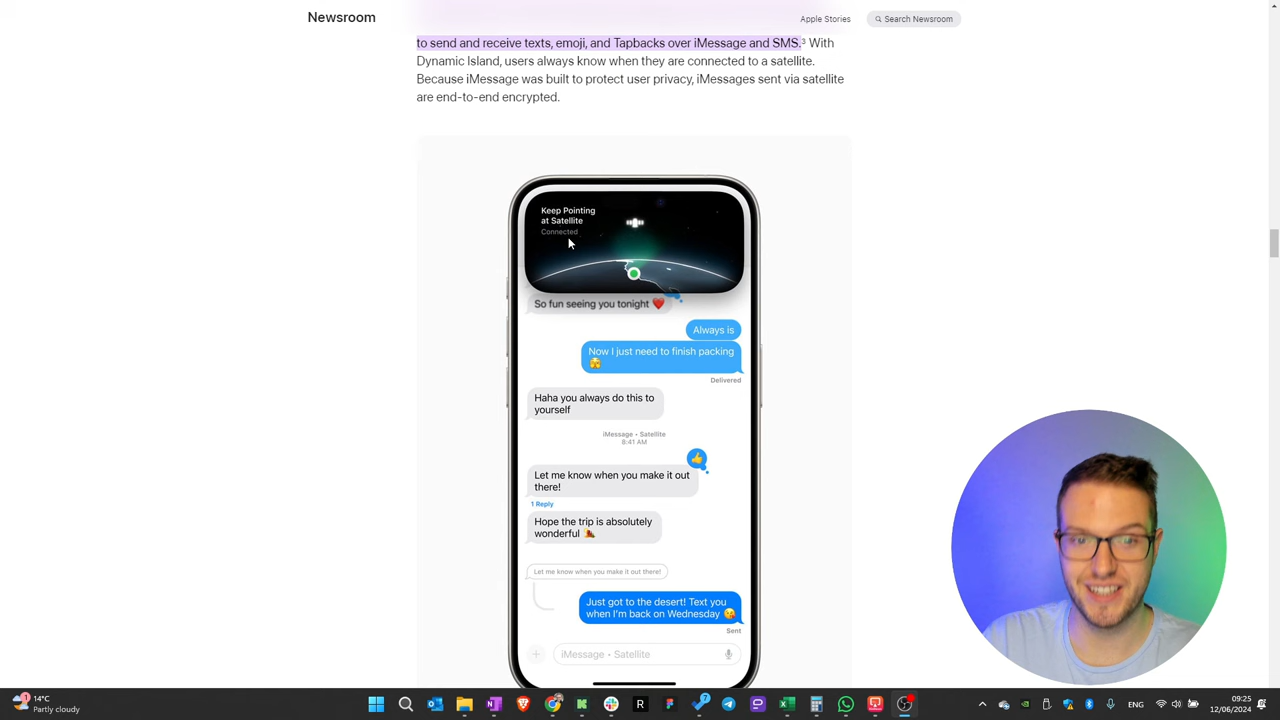 Newsroom
Apple Stories
Search Newsroom
to send and receive texts, emoji, and Tapbacks over iMessage and SMS.³ With
Dynamic Island, users always know when they are connected to a satellite.
Because iMessage was built to protect user privacy, iMessages sent via satellite
are end-to-end encrypted.
Keep Pointing
at Satellite
Connected
So fun seeing you tonight ❤️
Always is
Now I just need to finish packing
🫣
Delivered
Haha you always do this to
yourself
iMessage • Satellite
8:41 AM
Let me know when you make it out
there!
1 Reply
Hope the trip is absolutely
wonderful
Let me know when you make it out there!
Just got to the desert! Text you
when I'm back on Wednesday 😘
Sent
iMessage • Satellite
1
14°C
Partly cloudy
7
ENG
09:25
12/06/2024